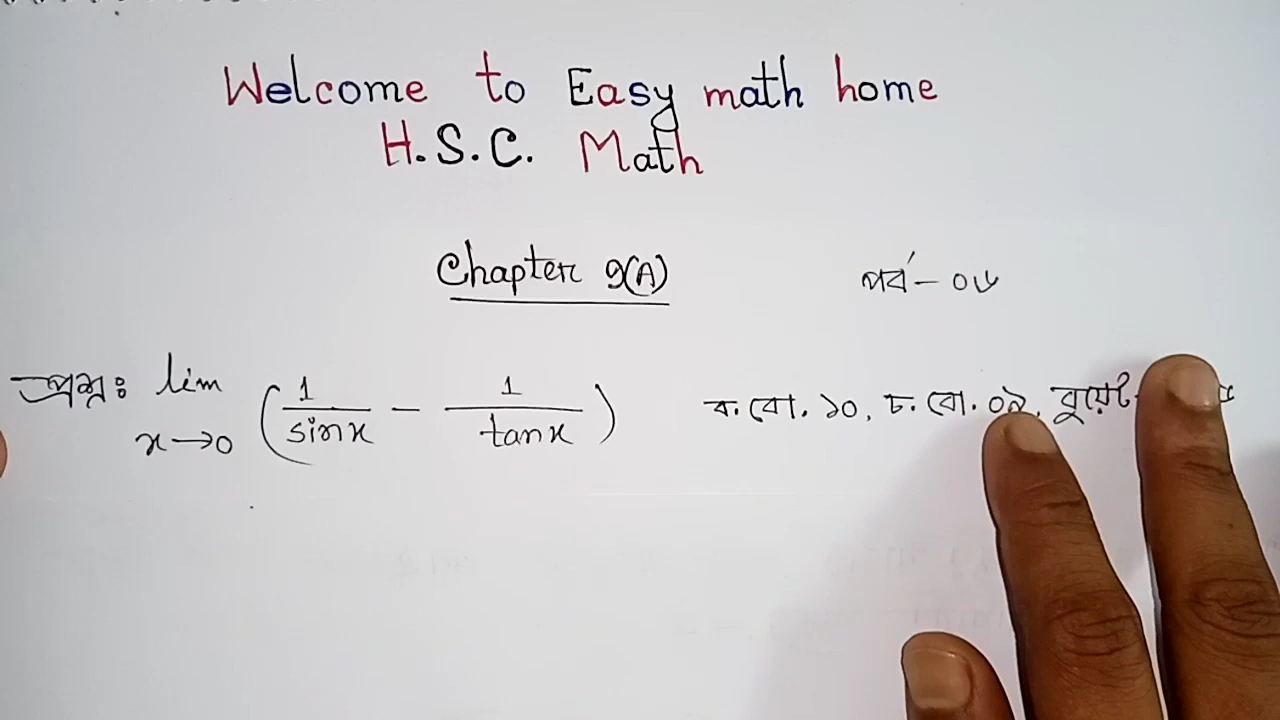 Welcome to Easy math home
H.S.C. Math
Chapter 9(A)
পর্ব - ০৬
প্রশ্নঃ lim x→0 (1/sinx - 1/tanx) ব. বো. ১০, চ. বো. ০৯, বুয়েট